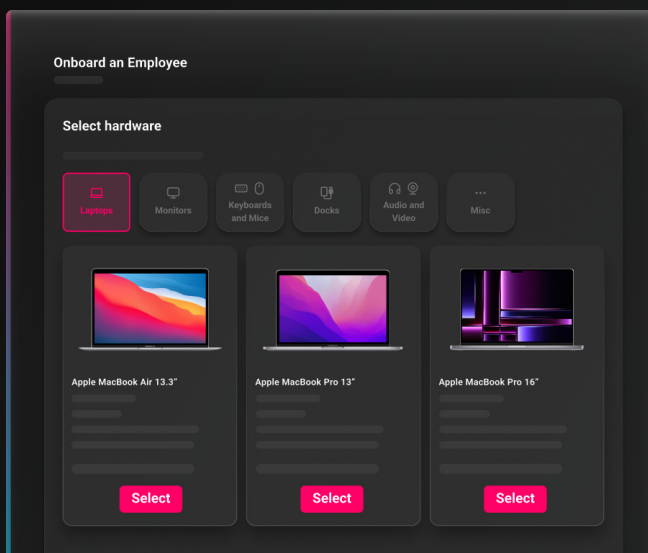 Onboard an Employee
Select hardware
Laptops
Monitors
Keyboards
and Mice
Docks
Audio and
Video
Misc
Apple MacBook Air 13.3”
Apple MacBook Pro 13”
Apple MacBook Pro 16”
Select
Select
Select